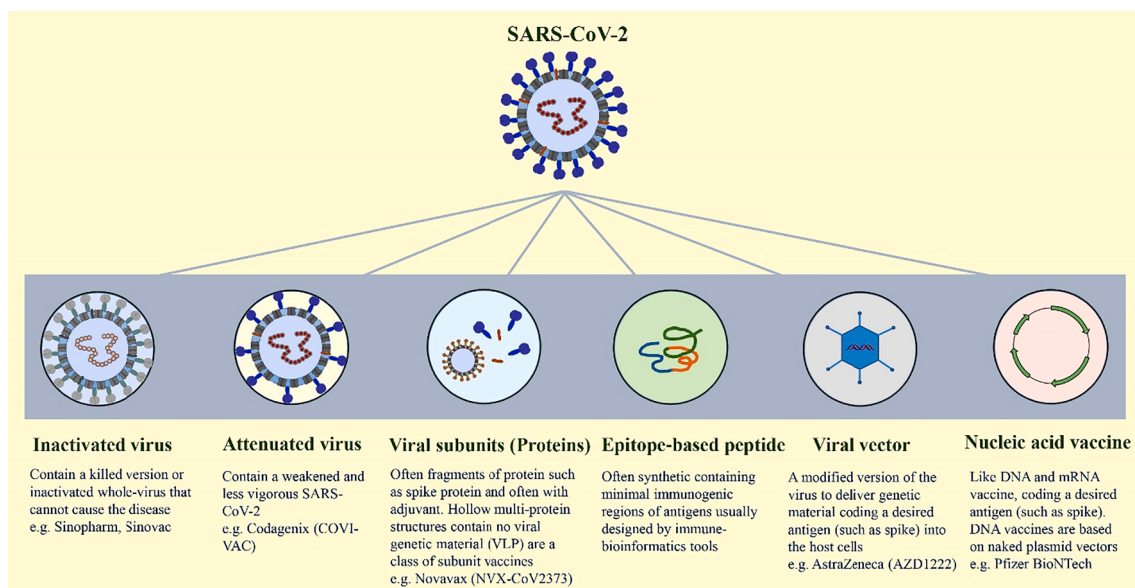 SARS-CoV-2
Inactivated virus
Contain a killed version or
inactivated whole-virus that
cannot cause the disease
e.g. Sinopharm, Sinovac
Attenuated virus
Contain a weakened and
less vigorous SARS-
CoV-2
e.g. Codagenix (COVI-
VAC)
Viral subunits (Proteins)
Often fragments of protein such
as spike protein and often with
adjuvant. Hollow multi-protein
structures contain no viral
genetic material (VLP) are a
class of subunit vaccines
e.g. Novavax (NVX-CoV2373)
Epitope-based peptide
Often synthetic containing
minimal immunogenic
regions of antigens usually
designed by immune-
bioinformatics tools
Viral vector
A modified version of the
virus to deliver genetic
material coding a desired
antigen (such as spike) into
the host cells
e.g. AstraZeneca (AZD1222)
Nucleic acid vaccine
Like DNA and mRNA
vaccine, coding a desired
antigen (such as spike).
DNA vaccines are based
on naked plasmid vectors
e.g. Pfizer BioNTech